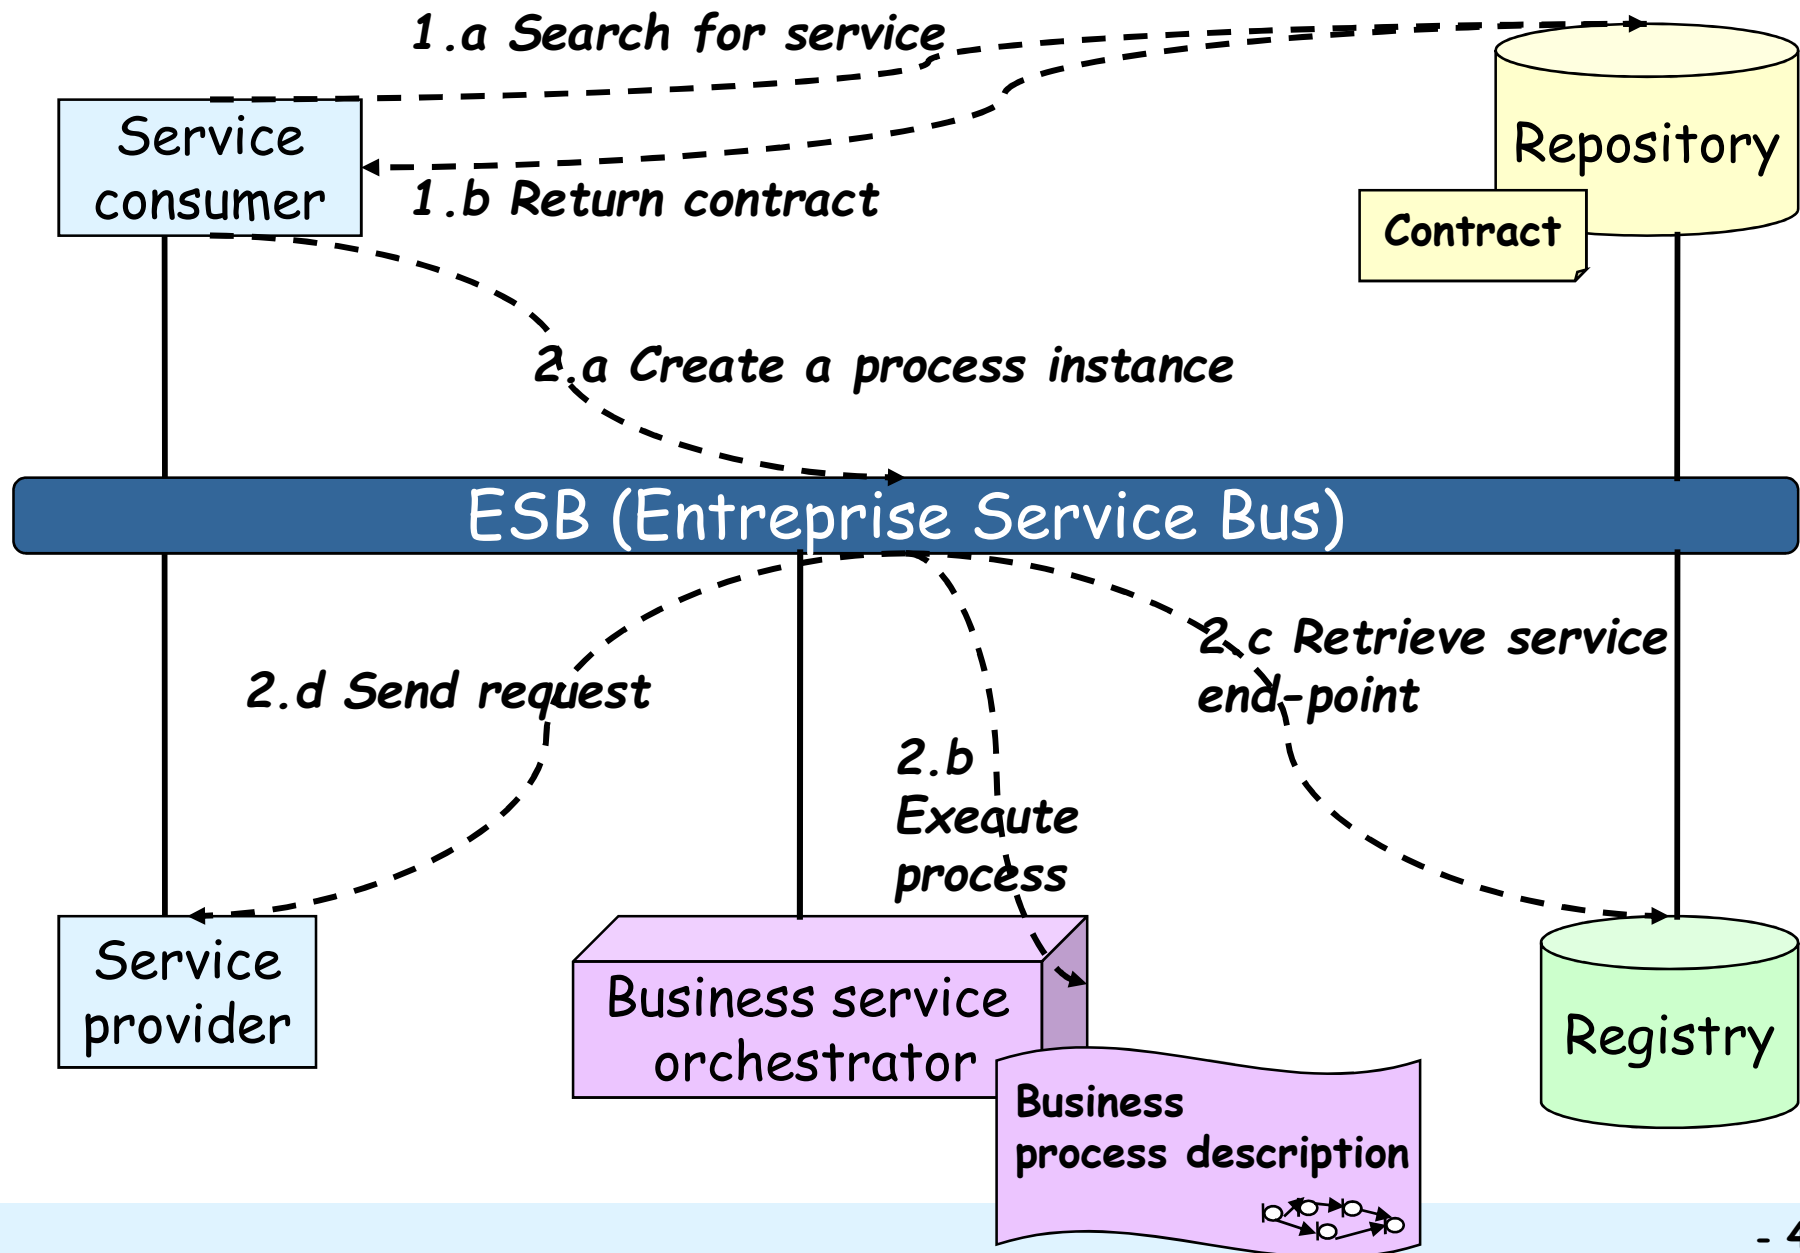 1.a Search for service
Service
consumer
Repository
1.b Return contract
Contract
2.a Create a process instance
ESB (Entreprise Service Bus)
2.c Retrieve service
end-point
2.d Send request
2.b
Execute
process
Service
provider
Business service
orchestrator
Registry
Business
process description